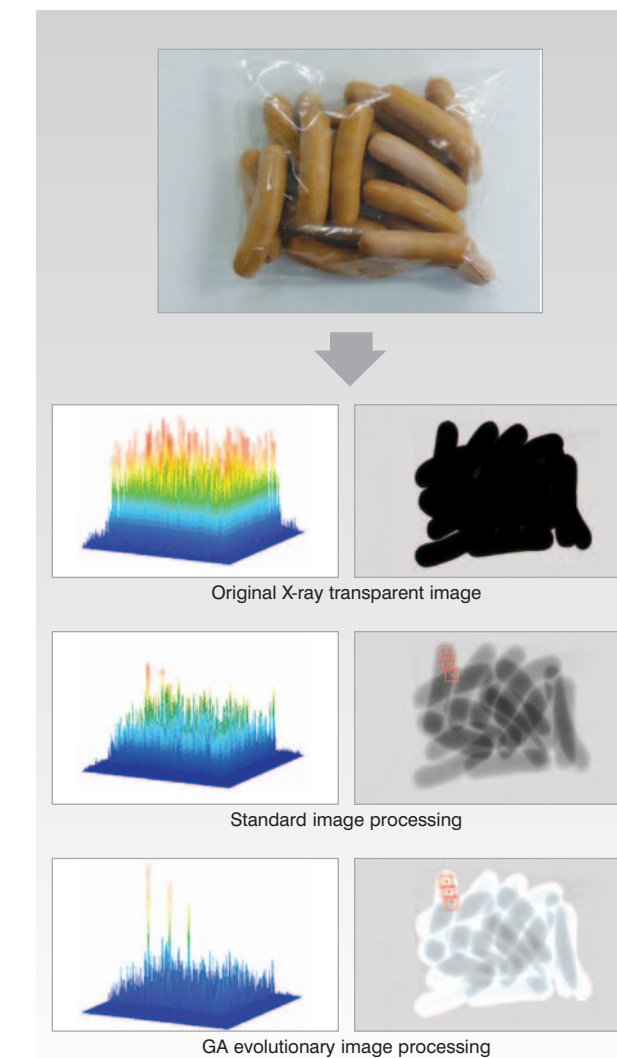 Original X-ray transparent image
Standard image processing
GA evolutionary image processing